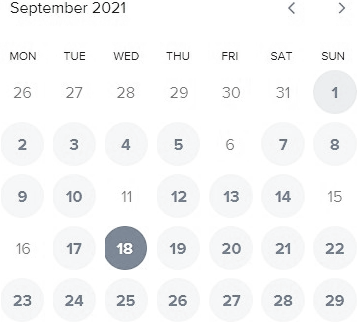 September 2021
MON TUE WED THU FRI SAT SUN
26 27 28 29 30 31 1
2 3 4 5 6 7 8
9 10 11 12 13 14 15
16 17 18 19 20 21 22
23 24 25 26 27 28 29